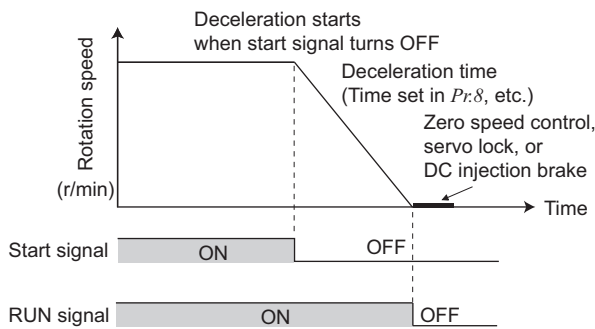 Deceleration starts
when start signal turns OFF
Deceleration time
(Time set in Pr.8, etc.)
Zero speed control,
servo lock, or
DC injection brake
Rotation speed
(r/min)
Time
Start signal
ON
OFF
RUN signal
ON
OFF